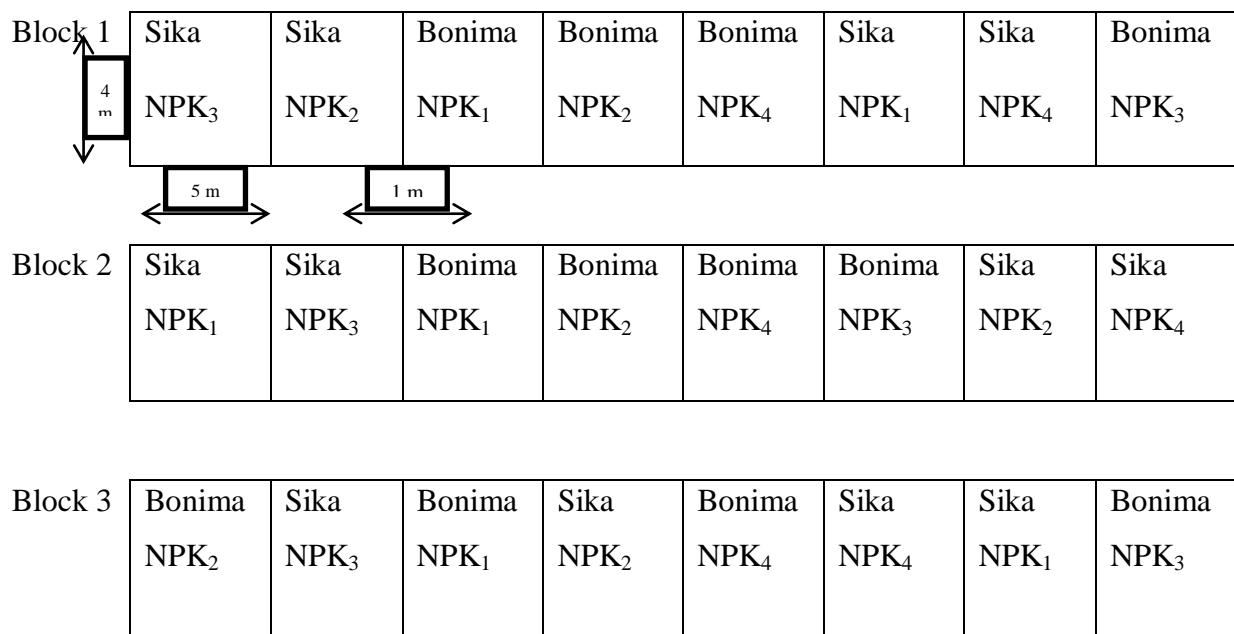 Block 1 Sika Sika Bonima Bonima Bonima Sika Sika Bonima
4 m
NPK₃ NPK₂ NPK₁ NPK₂ NPK₄ NPK₁ NPK₄ NPK₃
5 m 1 m
Block 2 Sika Sika Bonima Bonima Bonima Bonima Sika Sika
NPK₁ NPK₃ NPK₁ NPK₂ NPK₄ NPK₃ NPK₂ NPK₄
Block 3 Bonima Sika Bonima Sika Bonima Sika Sika Bonima
NPK₂ NPK₃ NPK₁ NPK₂ NPK₄ NPK₄ NPK₁ NPK₃